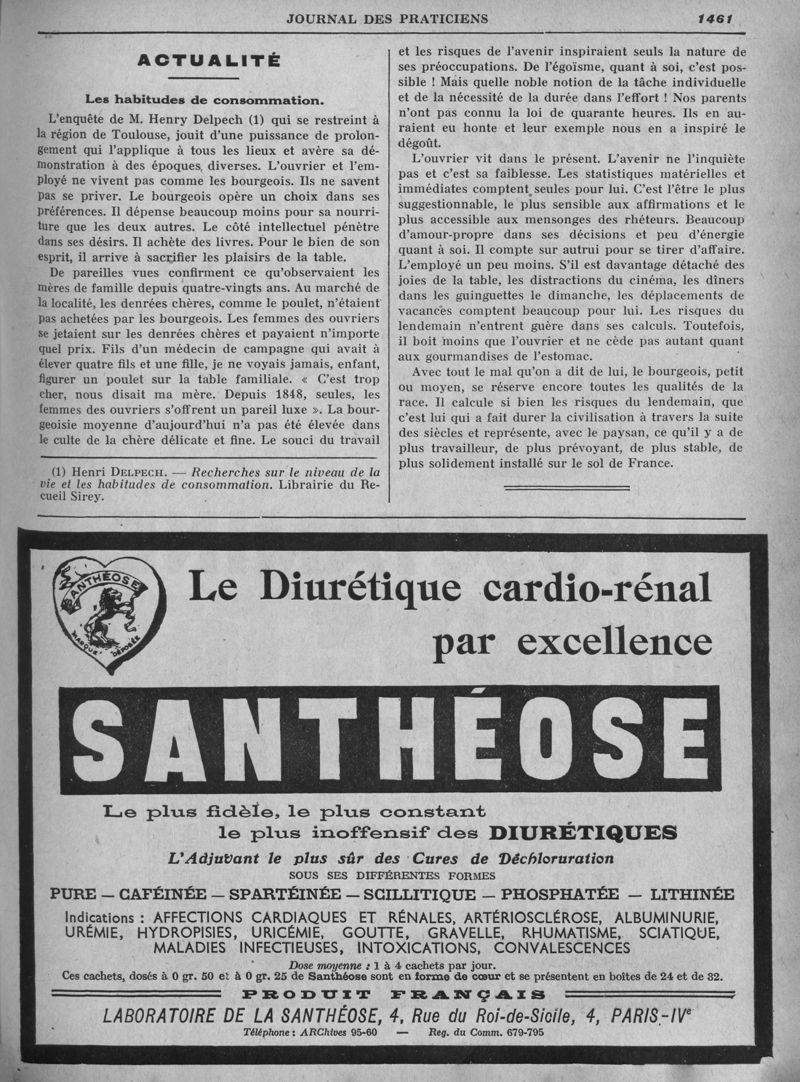 JOURNAL DES PRATICIENS 1461
ACTUALITÉ
Les habitudes de consommation.
L'enquête de M. Henry Delpech (1) qui se restreint à
la région de Toulouse, jouit d'une puissance de prolon-
gement qui l'applique à tous les lieux et avère sa dé-
monstration à des époques diverses. L'ouvrier et l'em-
ployé ne vivent pas comme les bourgeois. Ils ne savent
pas se priver. Le bourgeois opère un choix dans ses
préférences. Il dépense beaucoup moins pour sa nourri-
ture que les deux autres. Le côté intellectuel pénètre
dans ses désirs. Il achète des livres. Pour le bien de son
esprit, il arrive à sacrifier les plaisirs de la table.
De pareilles vues confirment ce qu'observaient les
mères de famille depuis quatre-vingts ans. Au marché de
la localité, les denrées chères, comme le poulet, n'étaient
pas achetées par les bourgeois. Les femmes des ouvriers
se jetaient sur les denrées chères et payaient n'importe
quel prix. Fils d'un médecin de campagne qui avait à
élever quatre fils et une fille, je ne voyais jamais, enfant,
figurer un poulet sur la table familiale. « C'est trop
cher, nous disait ma mère. Depuis 1848, seules, les
femmes des ouvriers s'offrent un pareil luxe ». La bour-
geoisie moyenne d'aujourd'hui n'a pas été élevée dans
le culte de la chère délicate et fine. Le souci du travail
(1) Henri DELPECH. — Recherches sur le niveau de la
vie et les habitudes de consommation. Librairie du Re-
cueil Sirey.
et les risques de l'avenir inspiraient seuls la nature de
ses préoccupations. De l'égoïsme, quant à soi, c'est pos-
sible ! Mais quelle noble notion de la tâche individuelle
et de la nécessité de la durée dans l'effort ! Nos parents
n'ont pas connu la loi de quarante heures. Ils en au-
raient eu honte et leur exemple nous en a inspiré le
dégoût.
L'ouvrier vit dans le présent. L'avenir ne l'inquiète
pas et c'est sa faiblesse. Les statistiques matérielles et
immédiates comptent seules pour lui. C'est l'être le plus
suggestionnable, le plus sensible aux affirmations et le
plus accessible aux mensonges des rhéteurs. Beaucoup
d'amour-propre dans ses décisions et peu d'énergie
quant à soi. Il compte sur autrui pour se tirer d'affaire.
L'employé un peu moins. S'il est davantage détaché des
joies de la table, les distractions du cinéma, les dîners
dans les guinguettes le dimanche, les déplacements de
vacances comptent beaucoup pour lui. Les risques du
lendemain n'entrent guère dans ses calculs. Toutefois,
il boit moins que l'ouvrier et ne cède pas autant quant
aux gourmandises de l'estomac.
Avec tout le mal qu'on a dit de lui, le bourgeois, petit
ou moyen, se réserve encore toutes les qualités de la
race. Il calcule si bien les risques du lendemain, que
c'est lui qui a fait durer la civilisation à travers la suite
des siècles et représente, avec le paysan, ce qu'il y a de
plus travailleur, de plus prévoyant, de plus stable, de
plus solidement installé sur le sol de France.
SANTHÉOSE
MARQUE DÉPOSÉE
Le Diurétique cardio-rénal
par excellence
SANTHÉOSE
Le plus fidèle, le plus constant
le plus inoffensif des DIURÉTIQUES
L'Adjuvant le plus sûr des Cures de Déchloruration
SOUS SES DIFFÉRENTES FORMES
PURE — CAFÉINÉE — SPARTÉINÉE — SCILLITIQUE — PHOSPHATÉE — LITHINÉE
Indications : AFFECTIONS CARDIAQUES ET RÉNALES, ARTÉRIOSCLÉROSE, ALBUMINURIE,
URÉMIE, HYDROPISIES, URICÉMIE, GOUTTE, GRAVELLE, RHUMATISME, SCIATIQUE,
MALADIES INFECTIEUSES, INTOXICATIONS, CONVALESCENCES
Dose moyenne : 1 à 4 cachets par jour.
Ces cachets, dosés à 0 gr. 50 et à 0 gr. 25 de Santhéose sont en forme de cœur et se présentent en boîtes de 24 et de 32.
PRODUIT FRANÇAIS
LABORATOIRE DE LA SANTHÉOSE, 4, Rue du Roi-de-Sicile, 4, PARIS-IVe
Téléphone : ARChives 95-60 — Reg. du Comm. 679-795